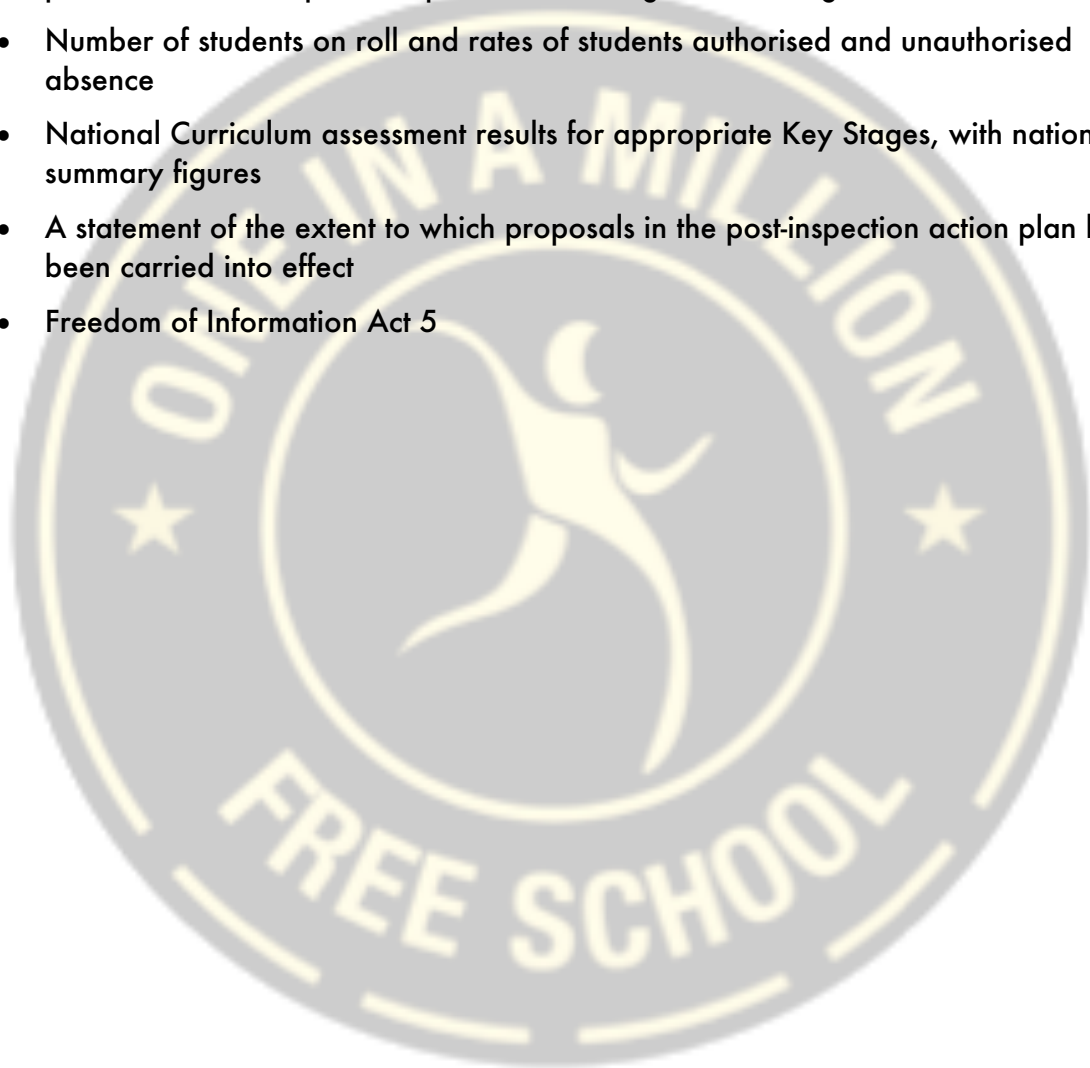 • Number of students on roll and rates of students authorised and unauthorised
absence
• National Curriculum assessment results for appropriate Key Stages, with nation
summary figures
• A statement of the extent to which proposals in the post-inspection action plan
been carried into effect
• Freedom of Information Act 5
ONE IN A MILLION
FREE SCHOOL